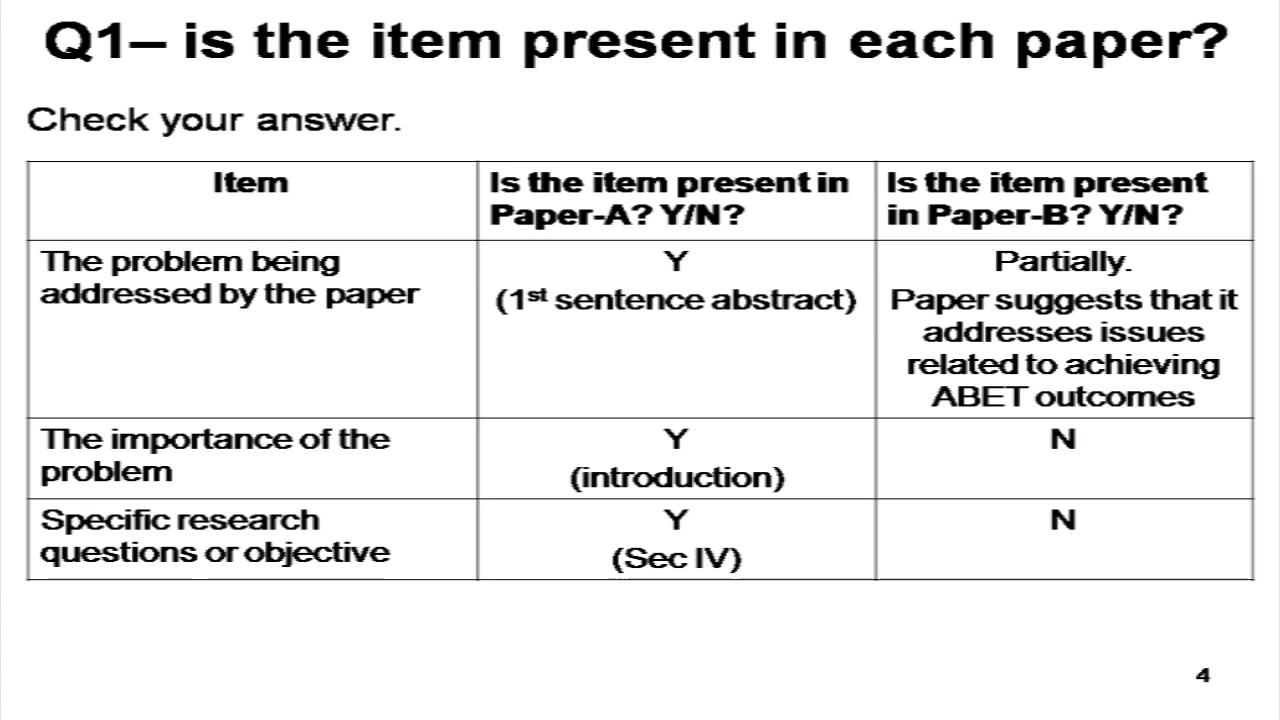 Q1– is the item present in each paper?
Check your answer.
Item
Is the item present in
Paper-A? Y/N?
Is the item present
in Paper-B? Y/N?
The problem being
addressed by the paper
Y
(1st sentence abstract)
Partially.
Paper suggests that it
addresses issues
related to achieving
ABET outcomes
The importance of the
problem
Y
(introduction)
N
Specific research
questions or objective
Y
(Sec IV)
N
4